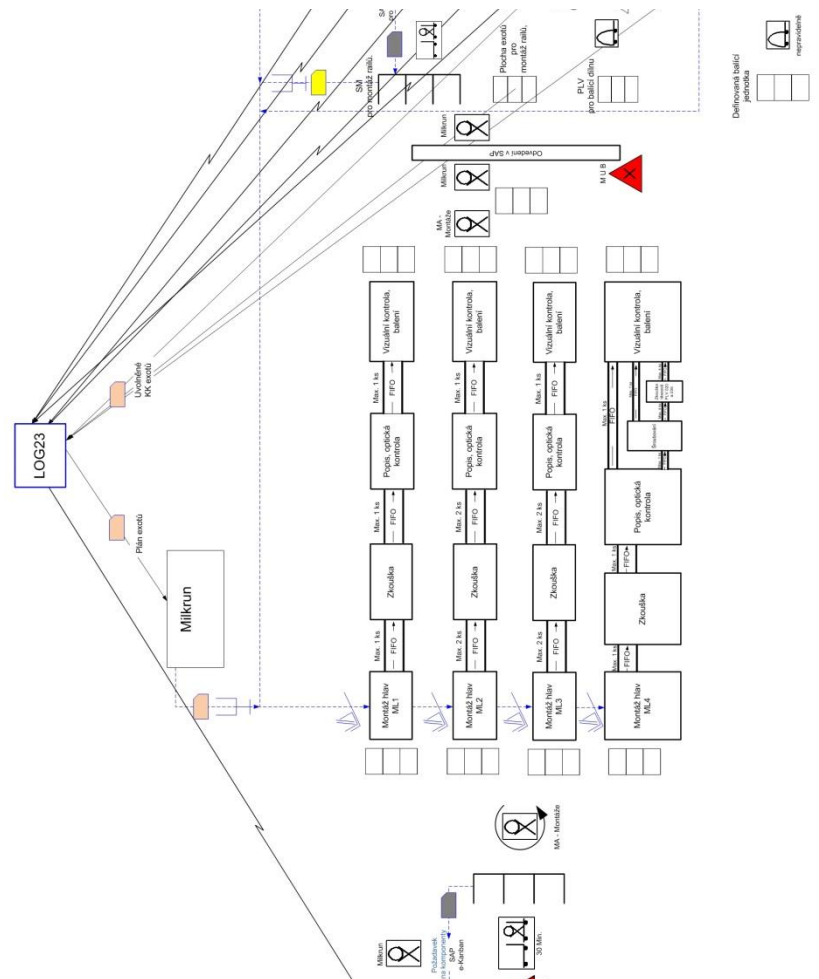 LOG23
Uvolněné
KK exotů
Plán exotů
Milkrun
SM
pro montáž railů,
Plocha exotů
pro
montáž railů,
PLV
pro balící dílnu
Definovaná balící
jednotka
nepravidelně
Milkrun
Odvedení v SAP
Milkrun
M U B
MA -
Montáže
Montáž hlav
ML1
Max. 1 ks
FIFO
Zkouška
Max. 1 ks
FIFO
Popis, optická
kontrola
Max. 1 ks
FIFO
Vizuální kontrola,
balení
Montáž hlav
ML2
Max. 2 ks
FIFO
Zkouška
Max. 2 ks
FIFO
Popis, optická
kontrola
Max. 1 ks
FIFO
Vizuální kontrola,
balení
Montáž hlav
ML3
Max. 2 ks
FIFO
Zkouška
Max. 2 ks
FIFO
Popis, optická
kontrola
Max. 1 ks
FIFO
Vizuální kontrola,
balení
Montáž hlav
ML4
Max. 1 ks
FIFO
Zkouška
Max. 1 ks
FIFO
Popis, optická
kontrola
Max. 1 ks
FIFO
Vizuální kontrola,
balení
MA - Montáže
Milkrun
Požadavek
na komponenty
SAP
e-Kanban
30 Min.